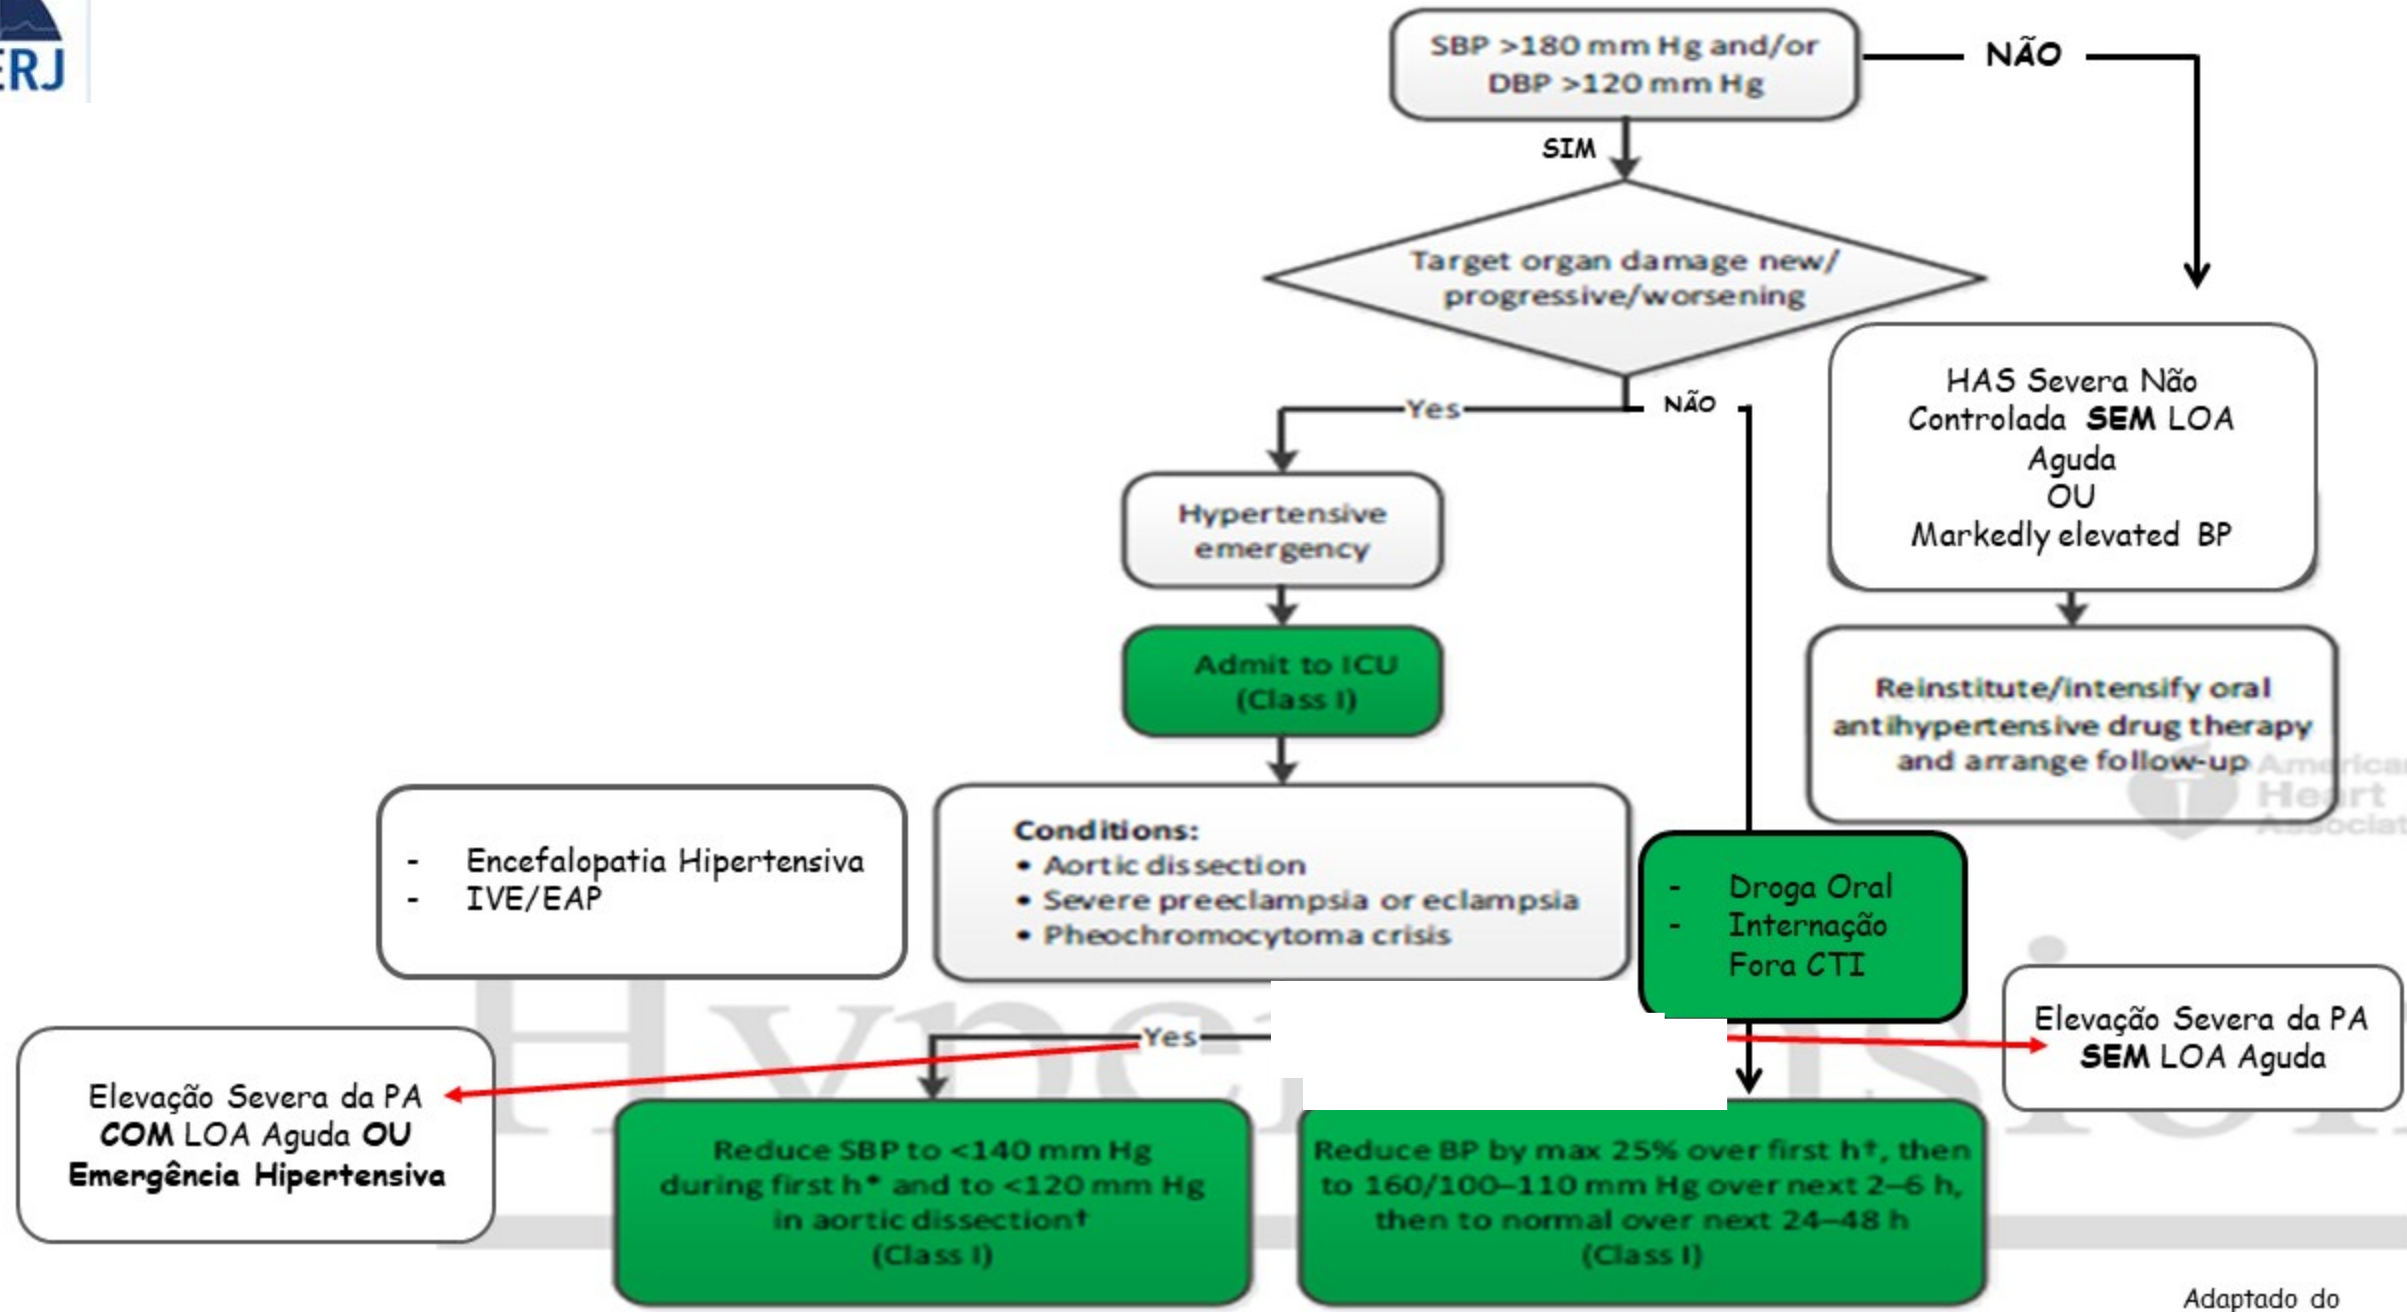 ERJ
SBP >180 mm Hg and/or
DBP >120 mm Hg
NÃO
SIM
Target organ damage new/
progressive/worsening
Yes
NÃO
HAS Severa Não
Controlada SEM LOA
Aguda
OU
Markedly elevated BP
Hypertensive
emergency
Admit to ICU
(Class I)
Reinstitute/intensify oral
antihypertensive drug therapy
and arrange follow-up
American
Heart
Associat
- Encefalopatia Hipertensiva
- IVE/EAP
Conditions:
• Aortic dissection
• Severe preeclampsia or eclampsia
• Pheochromocytoma crisis
- Droga Oral
- Internação
Fora CTI
Yes
Elevação Severa da PA
SEM LOA Aguda
Elevação Severa da PA
COM LOA Aguda OU
Emergência Hipertensiva
Reduce SBP to <140 mm Hg
during first h* and to <120 mm Hg
in aortic dissection†
(Class I)
Reduce BP by max 25% over first h†, then
to 160/100–110 mm Hg over next 2–6 h,
then to normal over next 24–48 h
(Class I)
Adaptado do